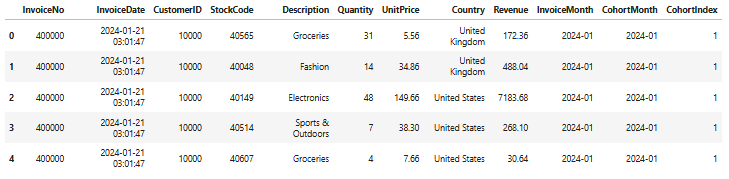 InvoiceNo InvoiceDate CustomerID StockCode Description Quantity UnitPrice Country Revenue InvoiceMonth CohortMonth CohortIndex
0 400000 2024-01-21 03:01:47 10000 40565 Groceries 31 5.56 United Kingdom 172.36 2024-01 2024-01 1
1 400000 2024-01-21 03:01:47 10000 40048 Fashion 14 34.86 United Kingdom 488.04 2024-01 2024-01 1
2 400000 2024-01-21 03:01:47 10000 40149 Electronics 48 149.66 United States 7183.68 2024-01 2024-01 1
3 400000 2024-01-21 03:01:47 10000 40514 Sports & Outdoors 7 38.30 United States 268.10 2024-01 2024-01 1
4 400000 2024-01-21 03:01:47 10000 40607 Groceries 4 7.66 United States 30.64 2024-01 2024-01 1